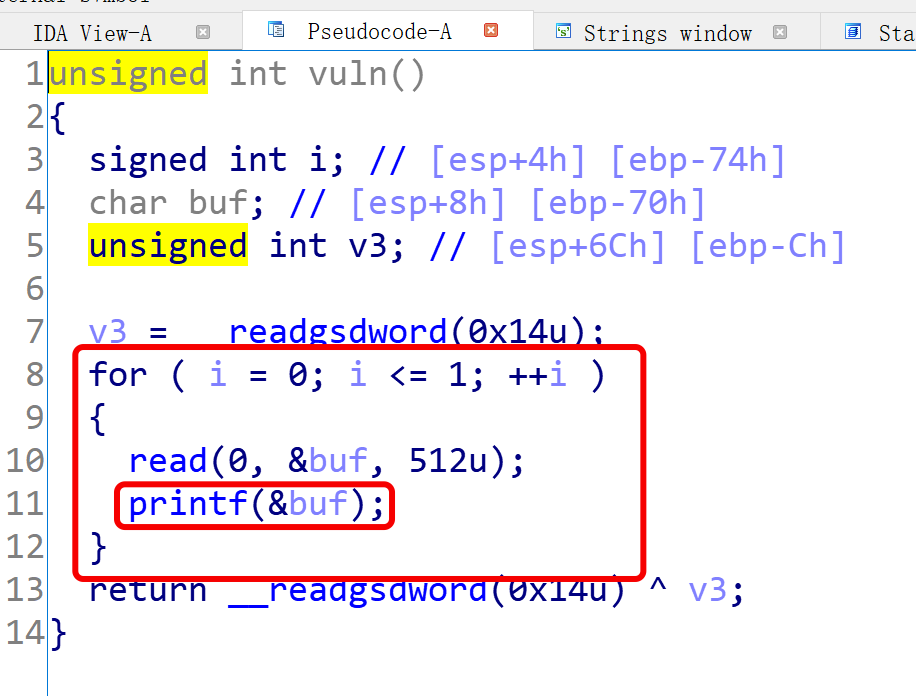 IDA View-A Pseudocode-A Strings window Sta
1 unsigned int vuln()
2 {
3 signed int i; // [esp+4h] [ebp-74h]
4 char buf; // [esp+8h] [ebp-70h]
5 unsigned int v3; // [esp+6Ch] [ebp-Ch]
6
7 v3 = __readgsdword(0x14u);
8 for ( i = 0; i <= 1; ++i )
9 {
10 read(0, &buf, 512u);
11 printf(&buf);
12 }
13 return __readgsdword(0x14u) ^ v3;
14 }